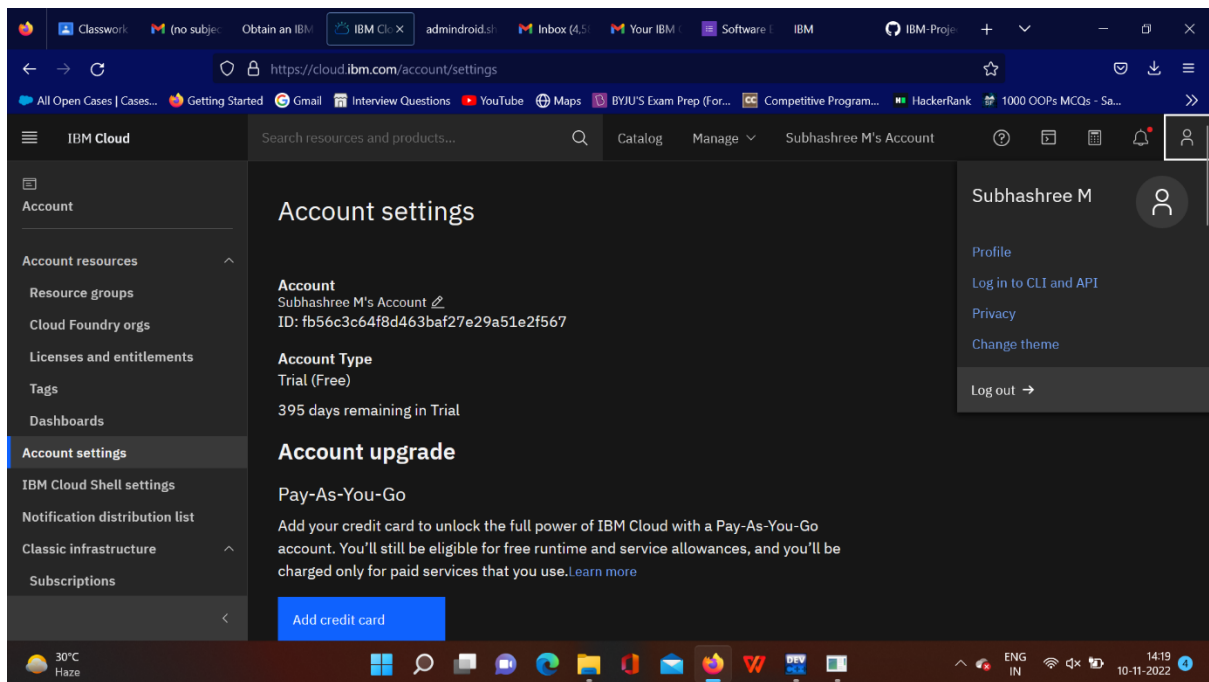 Classwork
(no subjec
Obtain an IBM
IBM Clo
admindroid.sh
Inbox (4,5
Your IBM
Software E
IBM
IBM-Proje
https://cloud.ibm.com/account/settings
All Open Cases | Cases...
Getting Started
Gmail
Interview Questions
YouTube
Maps
BYJU'S Exam Prep (For...
CC
Competitive Program...
HackerRank
1000 OOPs MCQs - Sa...
IBM Cloud
Search resources and products...
Catalog
Manage
Subhashree M's Account
Account
Account resources
Resource groups
Cloud Foundry orgs
Licenses and entitlements
Tags
Dashboards
Account settings
IBM Cloud Shell settings
Notification distribution list
Classic infrastructure
Subscriptions
Account settings
Account
Subhashree M's Account
ID: fb56c3c64f8d463baf27e29a51e2f567
Account Type
Trial (Free)
395 days remaining in Trial
Account upgrade
Pay-As-You-Go
Add your credit card to unlock the full power of IBM Cloud with a Pay-As-You-Go
account. You'll still be eligible for free runtime and service allowances, and you'll be
charged only for paid services that you use.Learn more
Add credit card
Subhashree M
Profile
Log in to CLI and API
Privacy
Change theme
Log out →
30°C
Haze
DEV
ENG
IN
14:19
10-11-2022
4